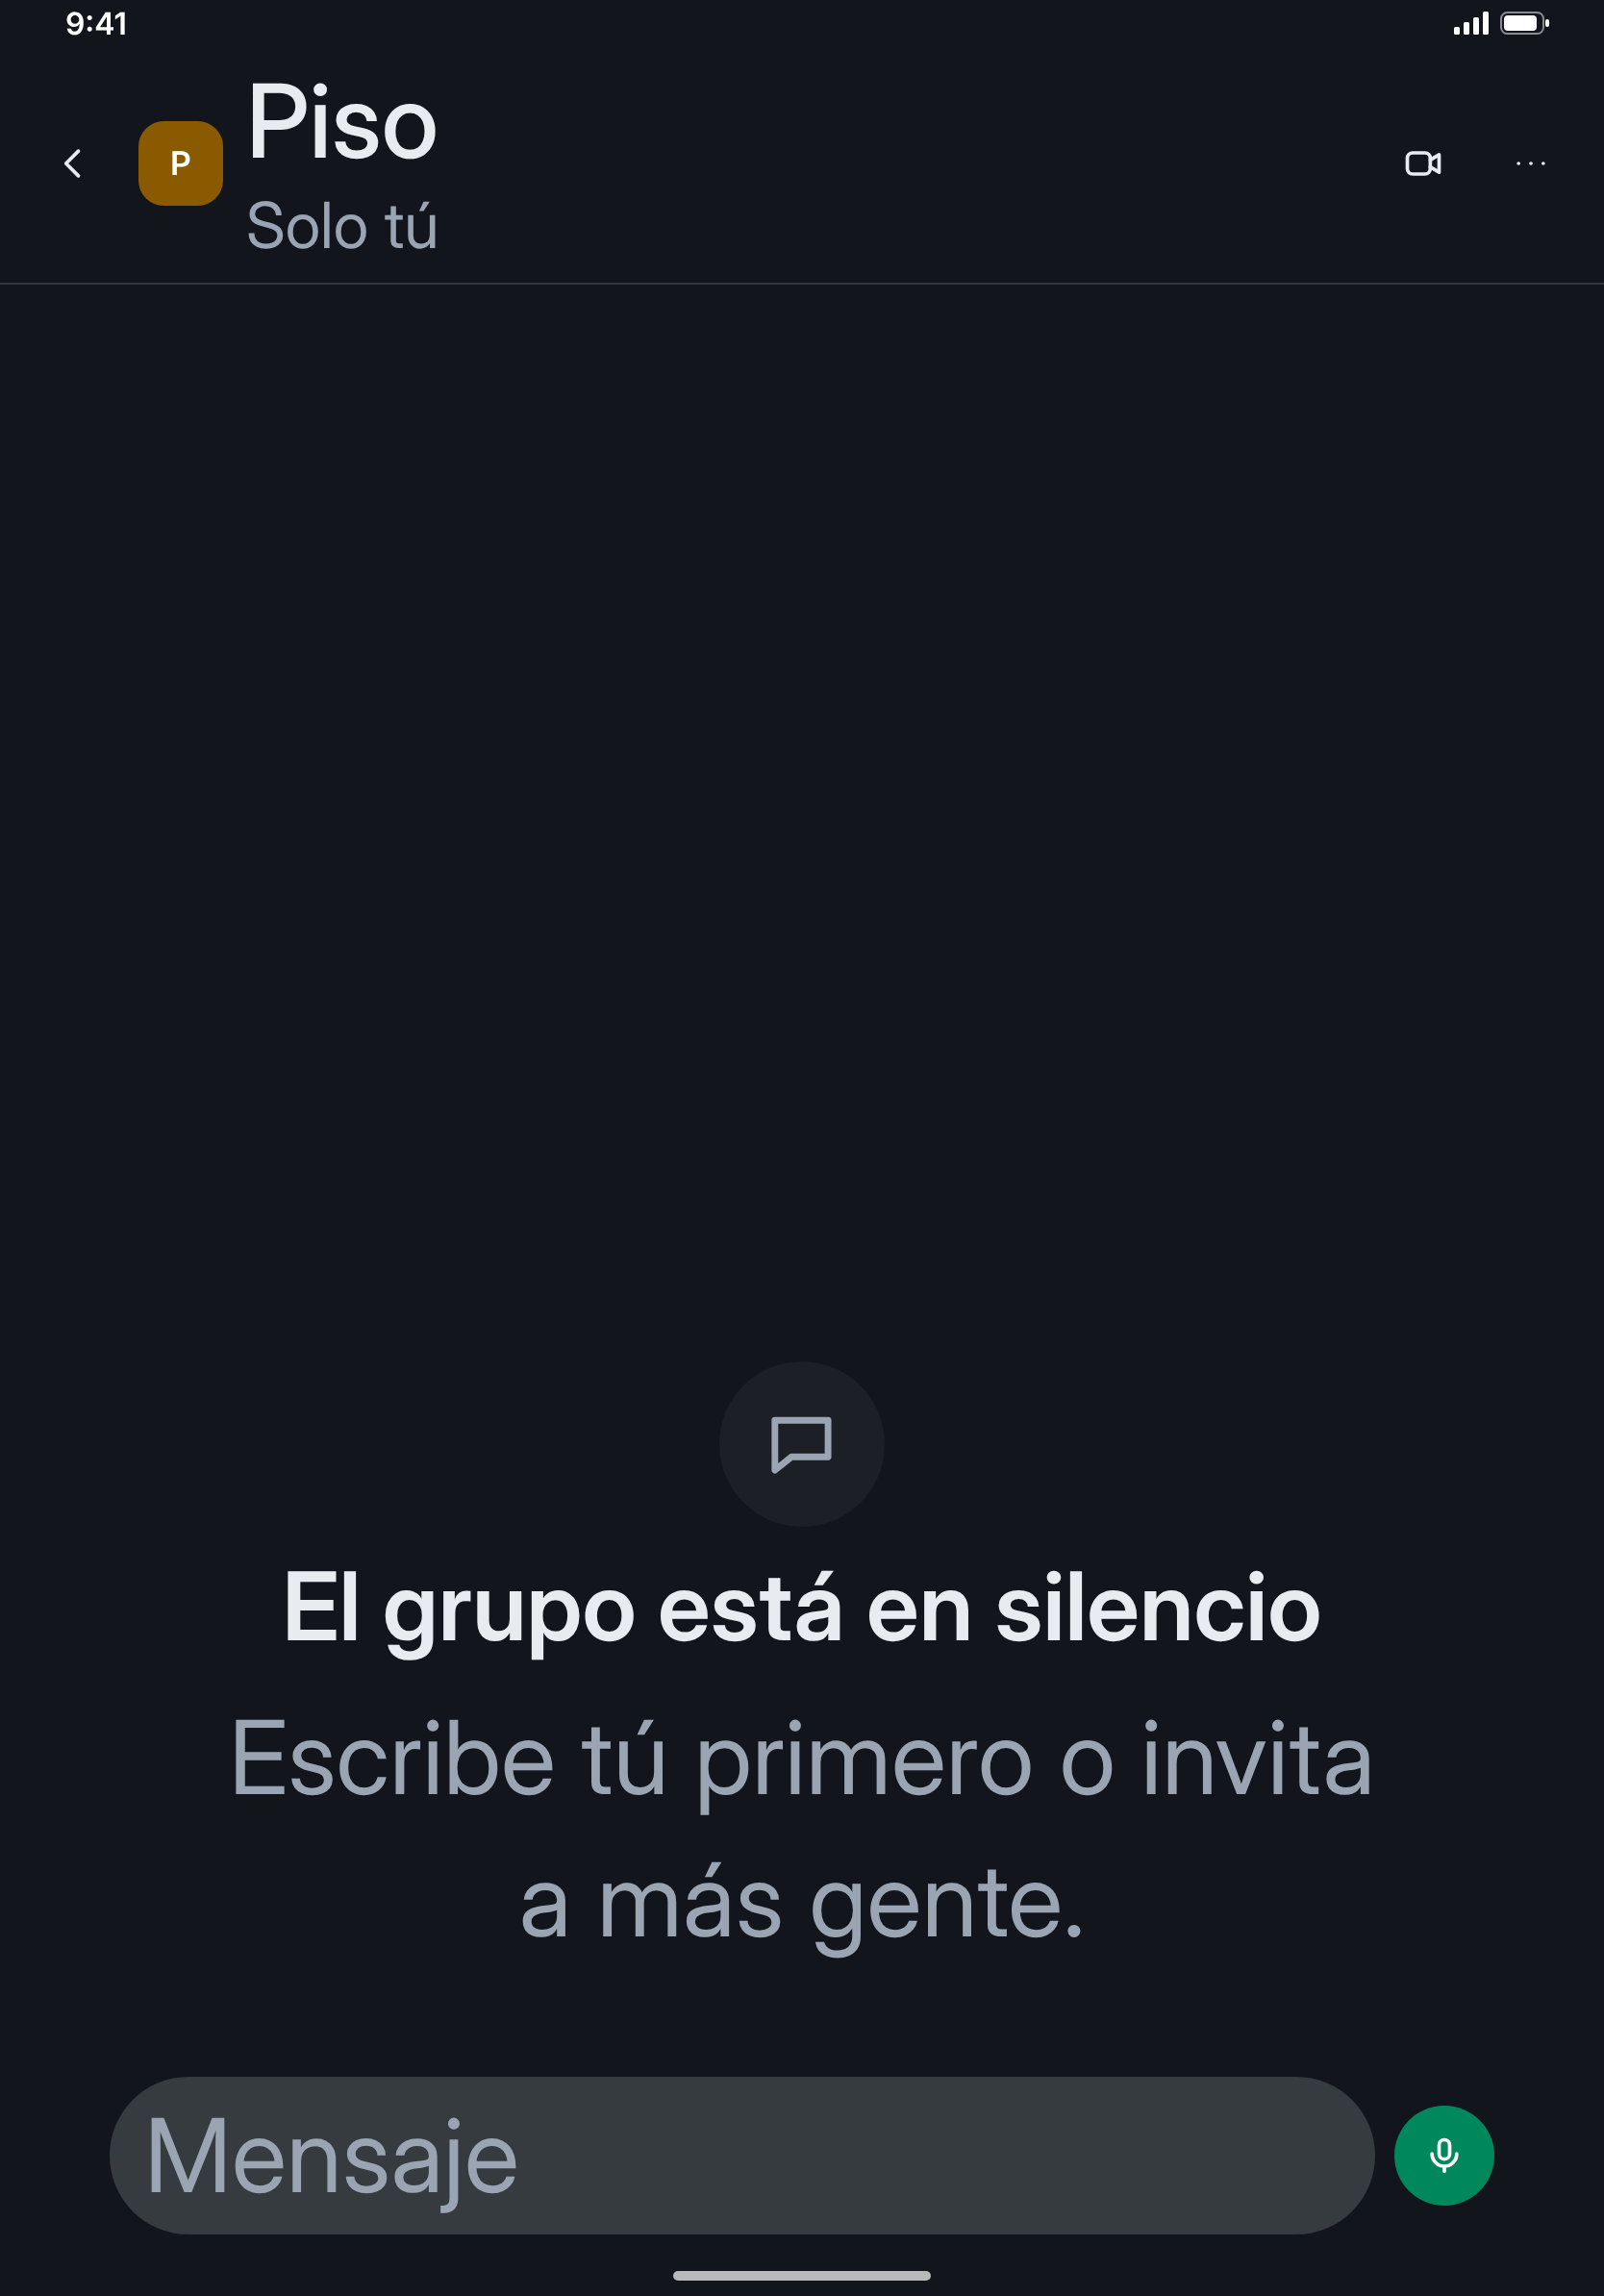 9:41
P
Piso
Solo tú
El grupo está en silencio
Escribe tú primero o invita
a más gente.
Mensaje